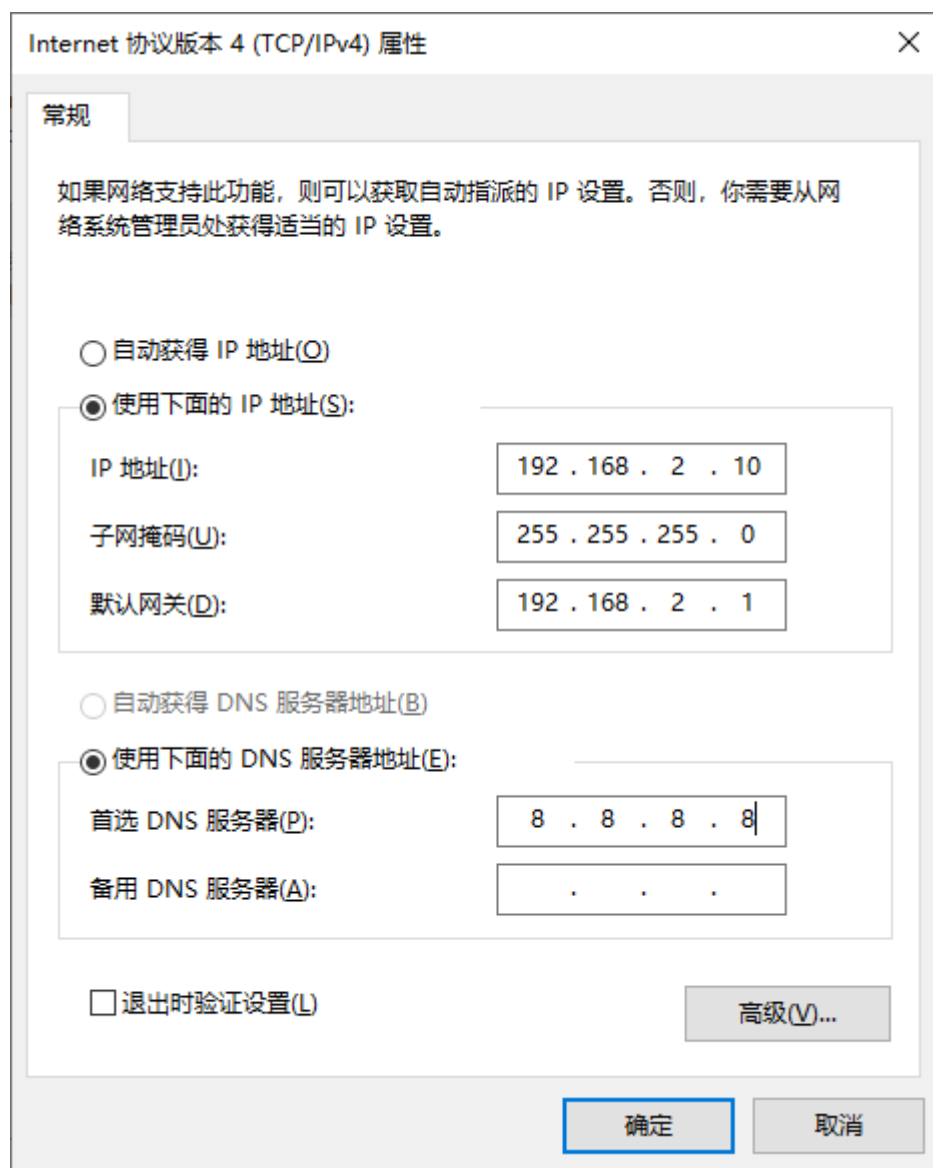 Internet 协议版本 4 (TCP/IPv4) 属性
常规
如果网络支持此功能，则可以获取自动指派的 IP 设置。否则，你需要从网
络系统管理员处获得适当的 IP 设置。
自动获得 IP 地址(O)
使用下面的 IP 地址(S):
IP 地址(I): 192 . 168 . 2 . 10
子网掩码(U): 255 . 255 . 255 . 0
默认网关(D): 192 . 168 . 2 . 1
自动获得 DNS 服务器地址(B)
使用下面的 DNS 服务器地址(E):
首选 DNS 服务器(P): 8 . 8 . 8 . 8
备用 DNS 服务器(A): . . .
退出时验证设置(L)
高级(V)...
确定 取消